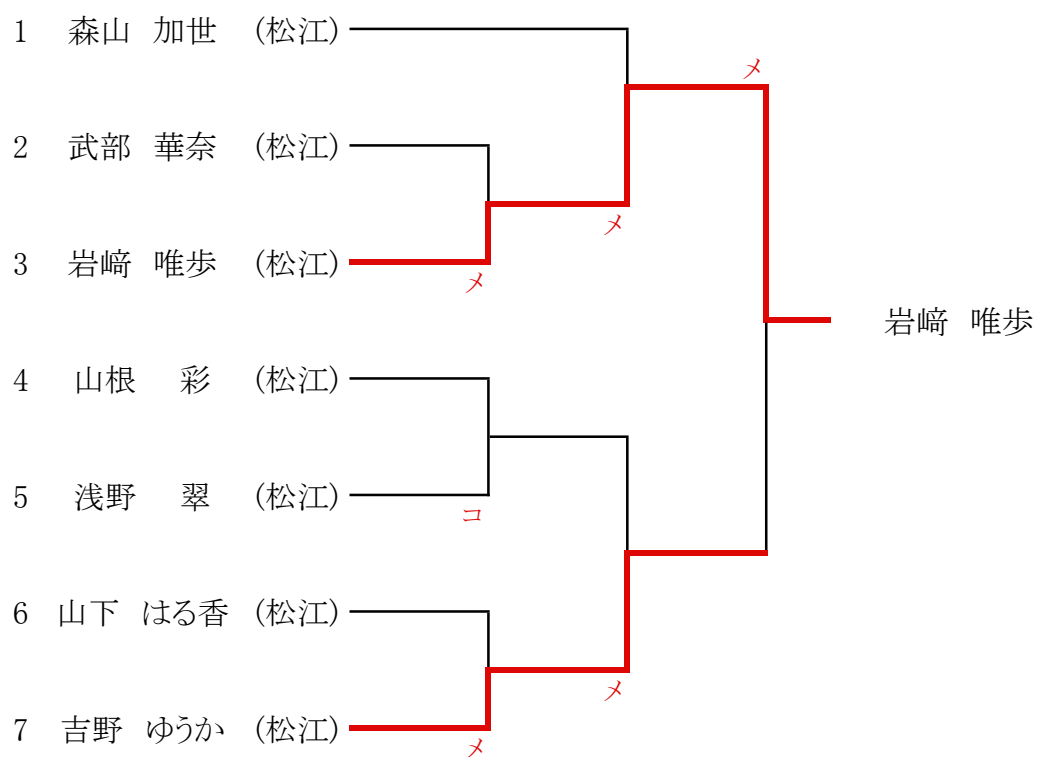 1 森山 加世 (松江)
メ
2 武部 華奈 (松江)
メ
3 岩﨑 唯歩 (松江)
メ
岩﨑 唯歩
4 山根 彩 (松江)
5 浅野 翠 (松江)
コ
6 山下 はる香 (松江)
メ
7 吉野 ゆうか (松江)
メ